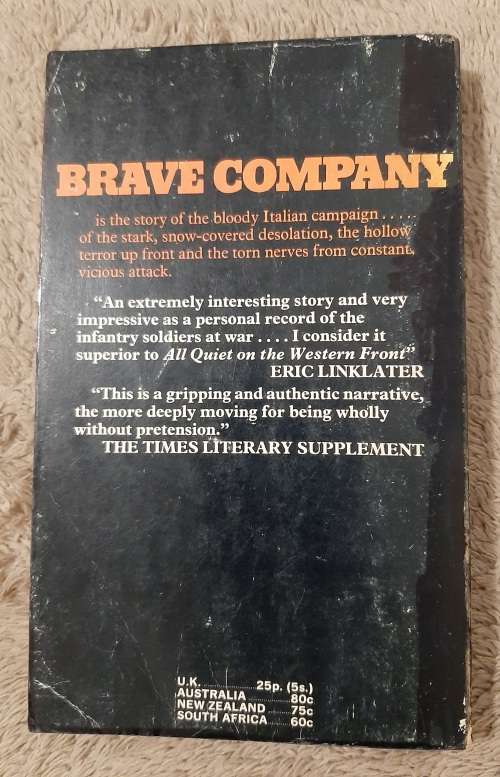 BRAVE COMPANY
is the story of the bloody Italian campaign . . . .
of the stark, snow-covered desolation, the hollow
terror up front and the torn nerves from constant,
vicious attack.
“An extremely interesting story and very
impressive as a personal record of the
infantry soldiers at war . . . . I consider it
superior to All Quiet on the Western Front”
ERIC LINKLATER
“This is a gripping and authentic narrative,
the more deeply moving for being wholly
without pretension.”
THE TIMES LITERARY SUPPLEMENT
U.K. 25p. (5s.)
AUSTRALIA 80c
NEW ZEALAND 75c
SOUTH AFRICA 60c